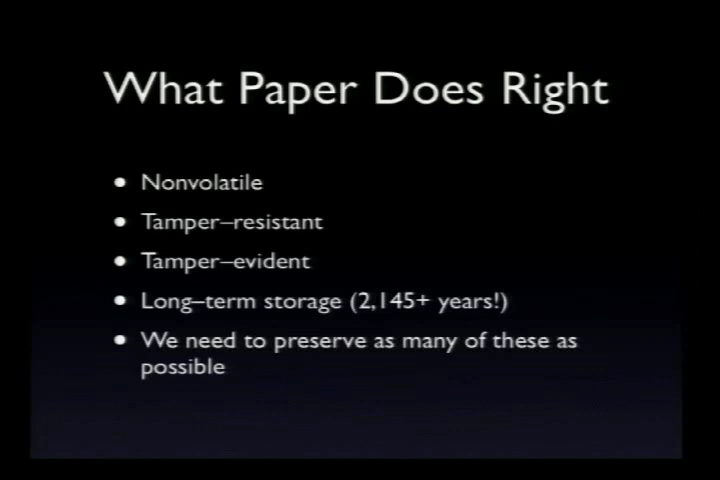 What Paper Does Right
• Nonvolatile
• Tamper–resistant
• Tamper–evident
• Long–term storage (2,145+ years!)
• We need to preserve as many of these as
possible